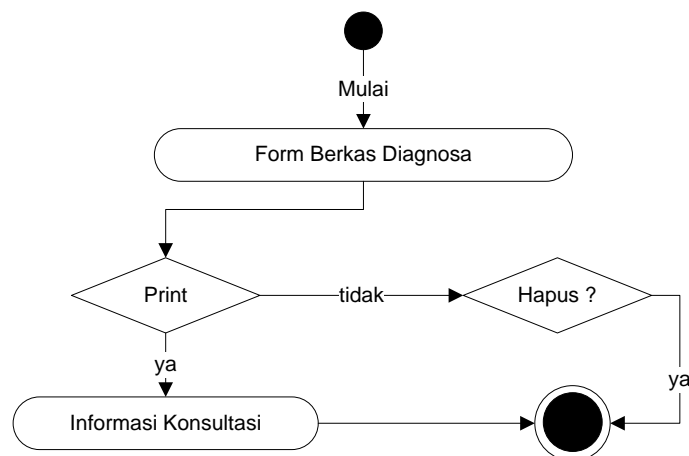 Mulai
Form Berkas Diagnosa
Print
tidak
Hapus ?
ya
ya
Informasi Konsultasi